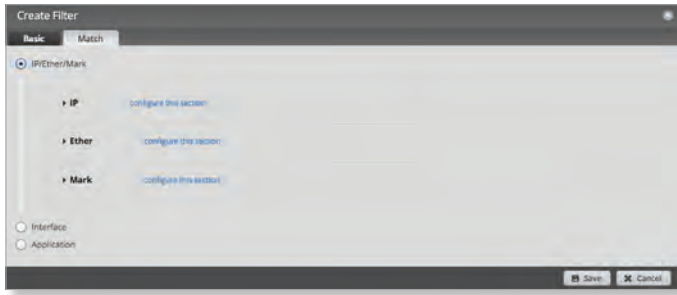 Create Filter
Basic Match
IP/Ether/Mark
IP configure this section
Ether configure this section
Mark configure this section
Interface
Application
Save Cancel